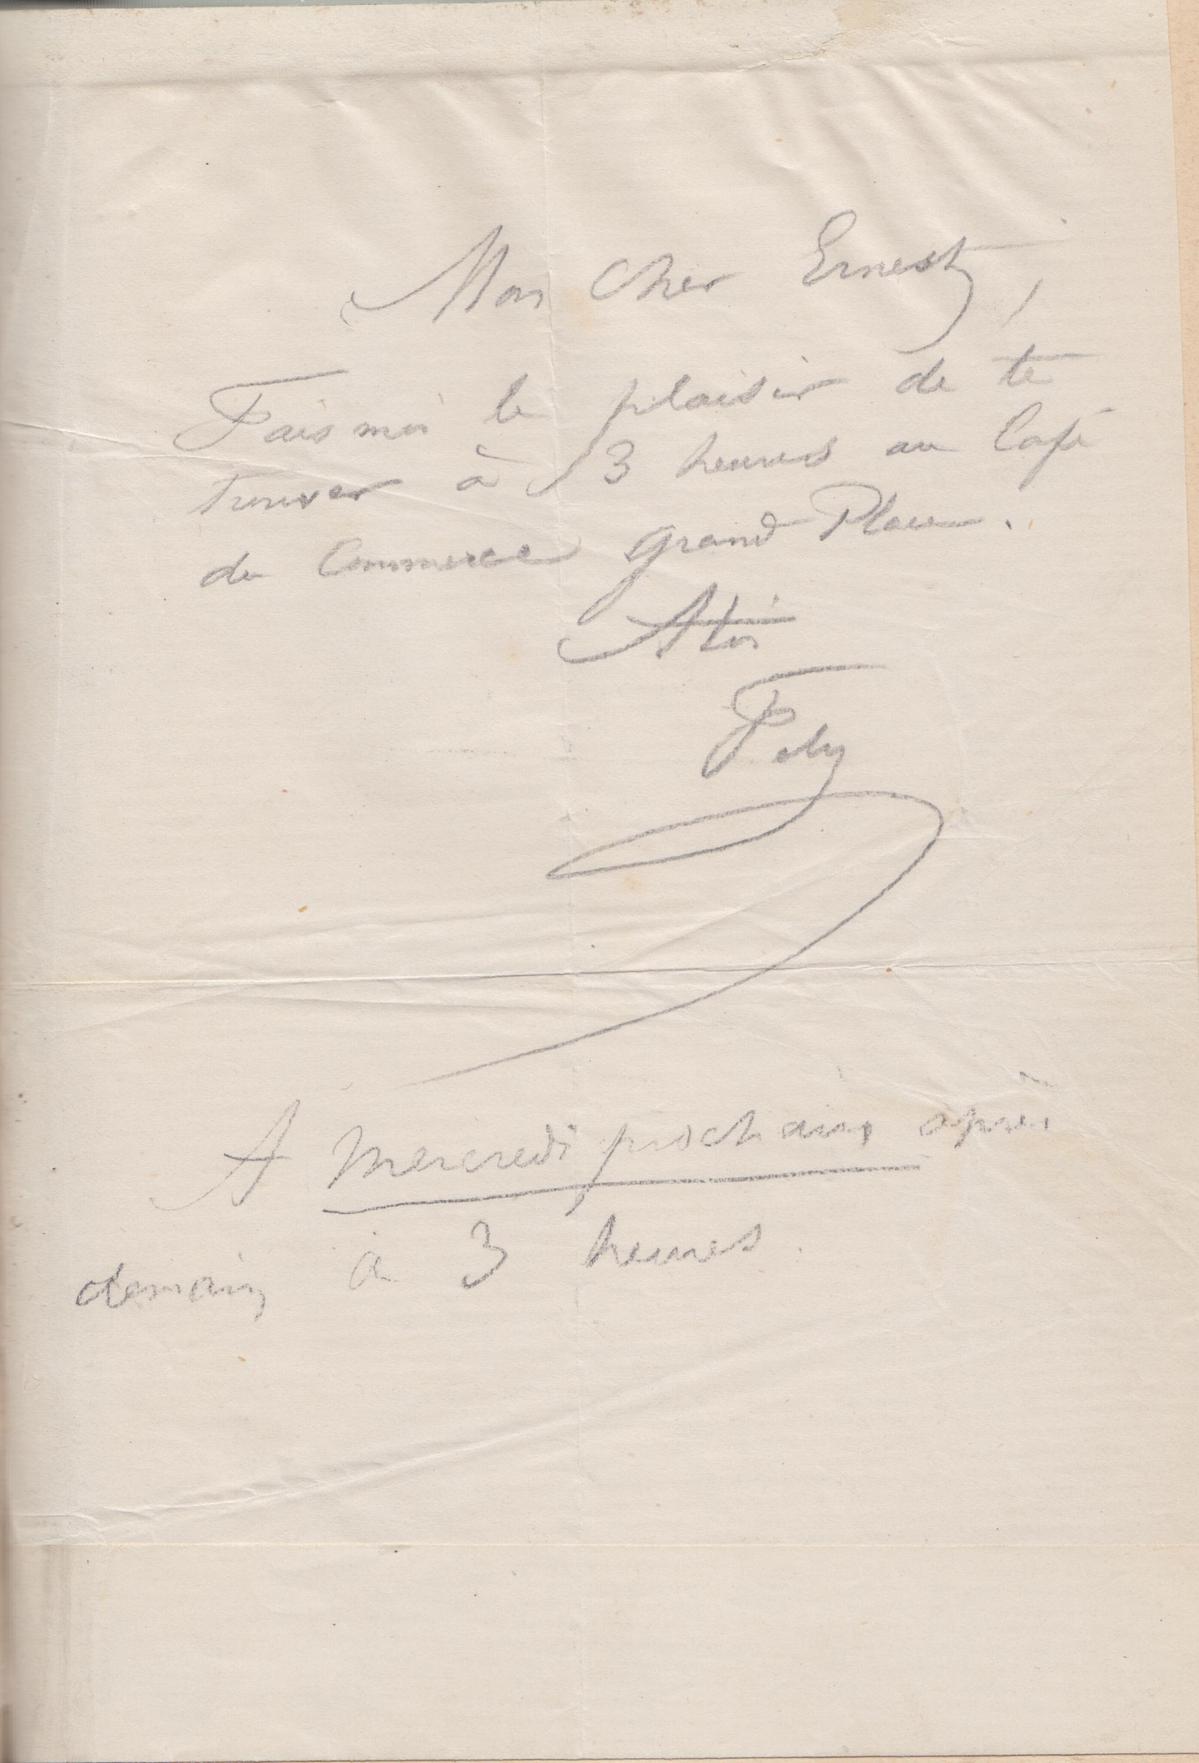 Mon Cher Ernest,
Fais moi le plaisir de te
trouver à 3 heures au Café
du Commerce Grand Place.
A toi
Foly
A Mercredi prochain après
demain à 3 heures.